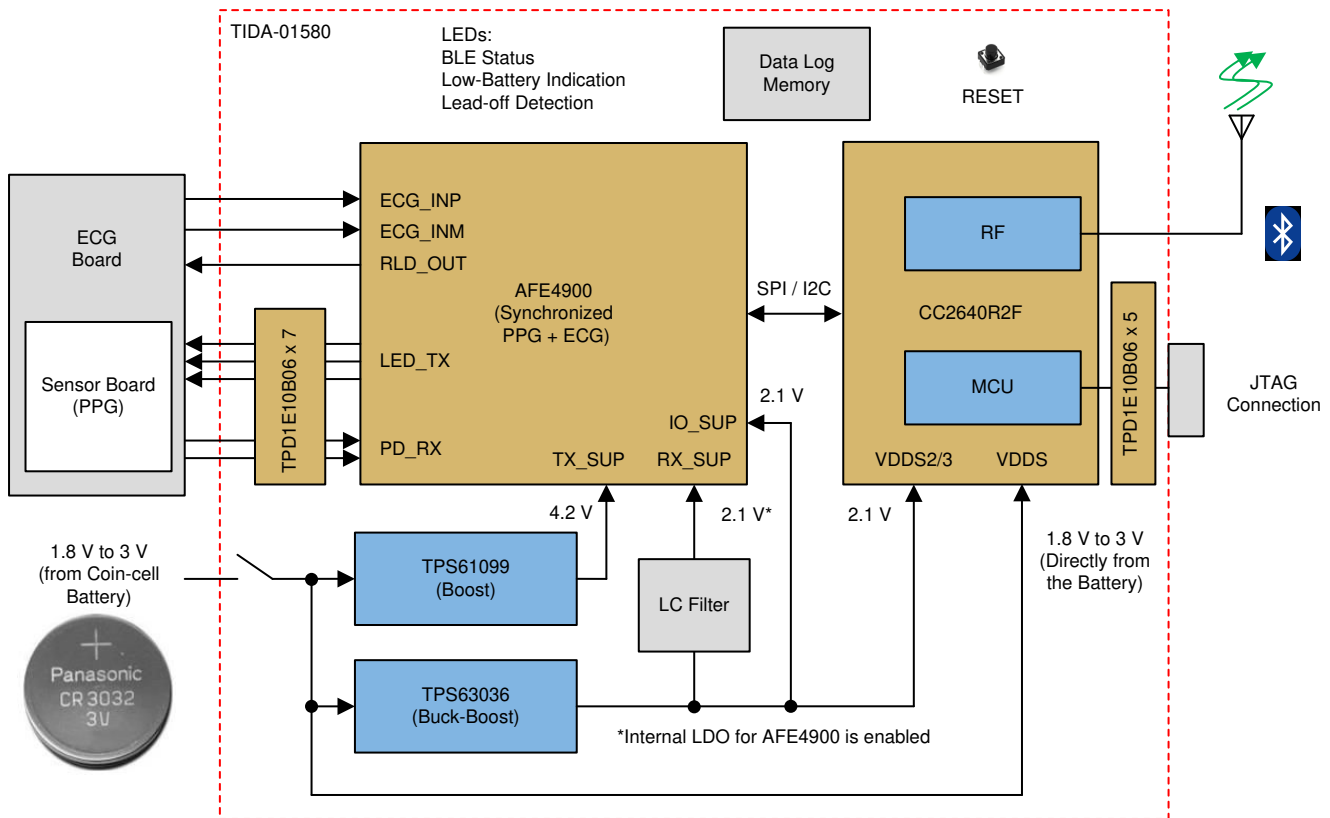 TIDA-01580
LEDs:
BLE Status
Low-Battery Indication
Lead-off Detection
Data Log
Memory
RESET
ECG
Board
Sensor Board
(PPG)
TPD1E10B06 x 7
ECG_INP
ECG_INM
RLD_OUT
LED_TX
PD_RX
AFE4900
(Synchronized
PPG + ECG)
IO_SUP
TX_SUP
RX_SUP
SPI / I2C
2.1 V
RF
CC2640R2F
MCU
VDDS2/3
VDDS
TPD1E10B06 x 5
JTAG
Connection
4.2 V
2.1 V*
2.1 V
1.8 V to 3 V
(Directly from
the Battery)
1.8 V to 3 V
(from Coin-cell
Battery)
TPS61099
(Boost)
LC Filter
TPS63036
(Buck-Boost)
*Internal LDO for AFE4900 is enabled
+
Panasonic
CR3032
3V